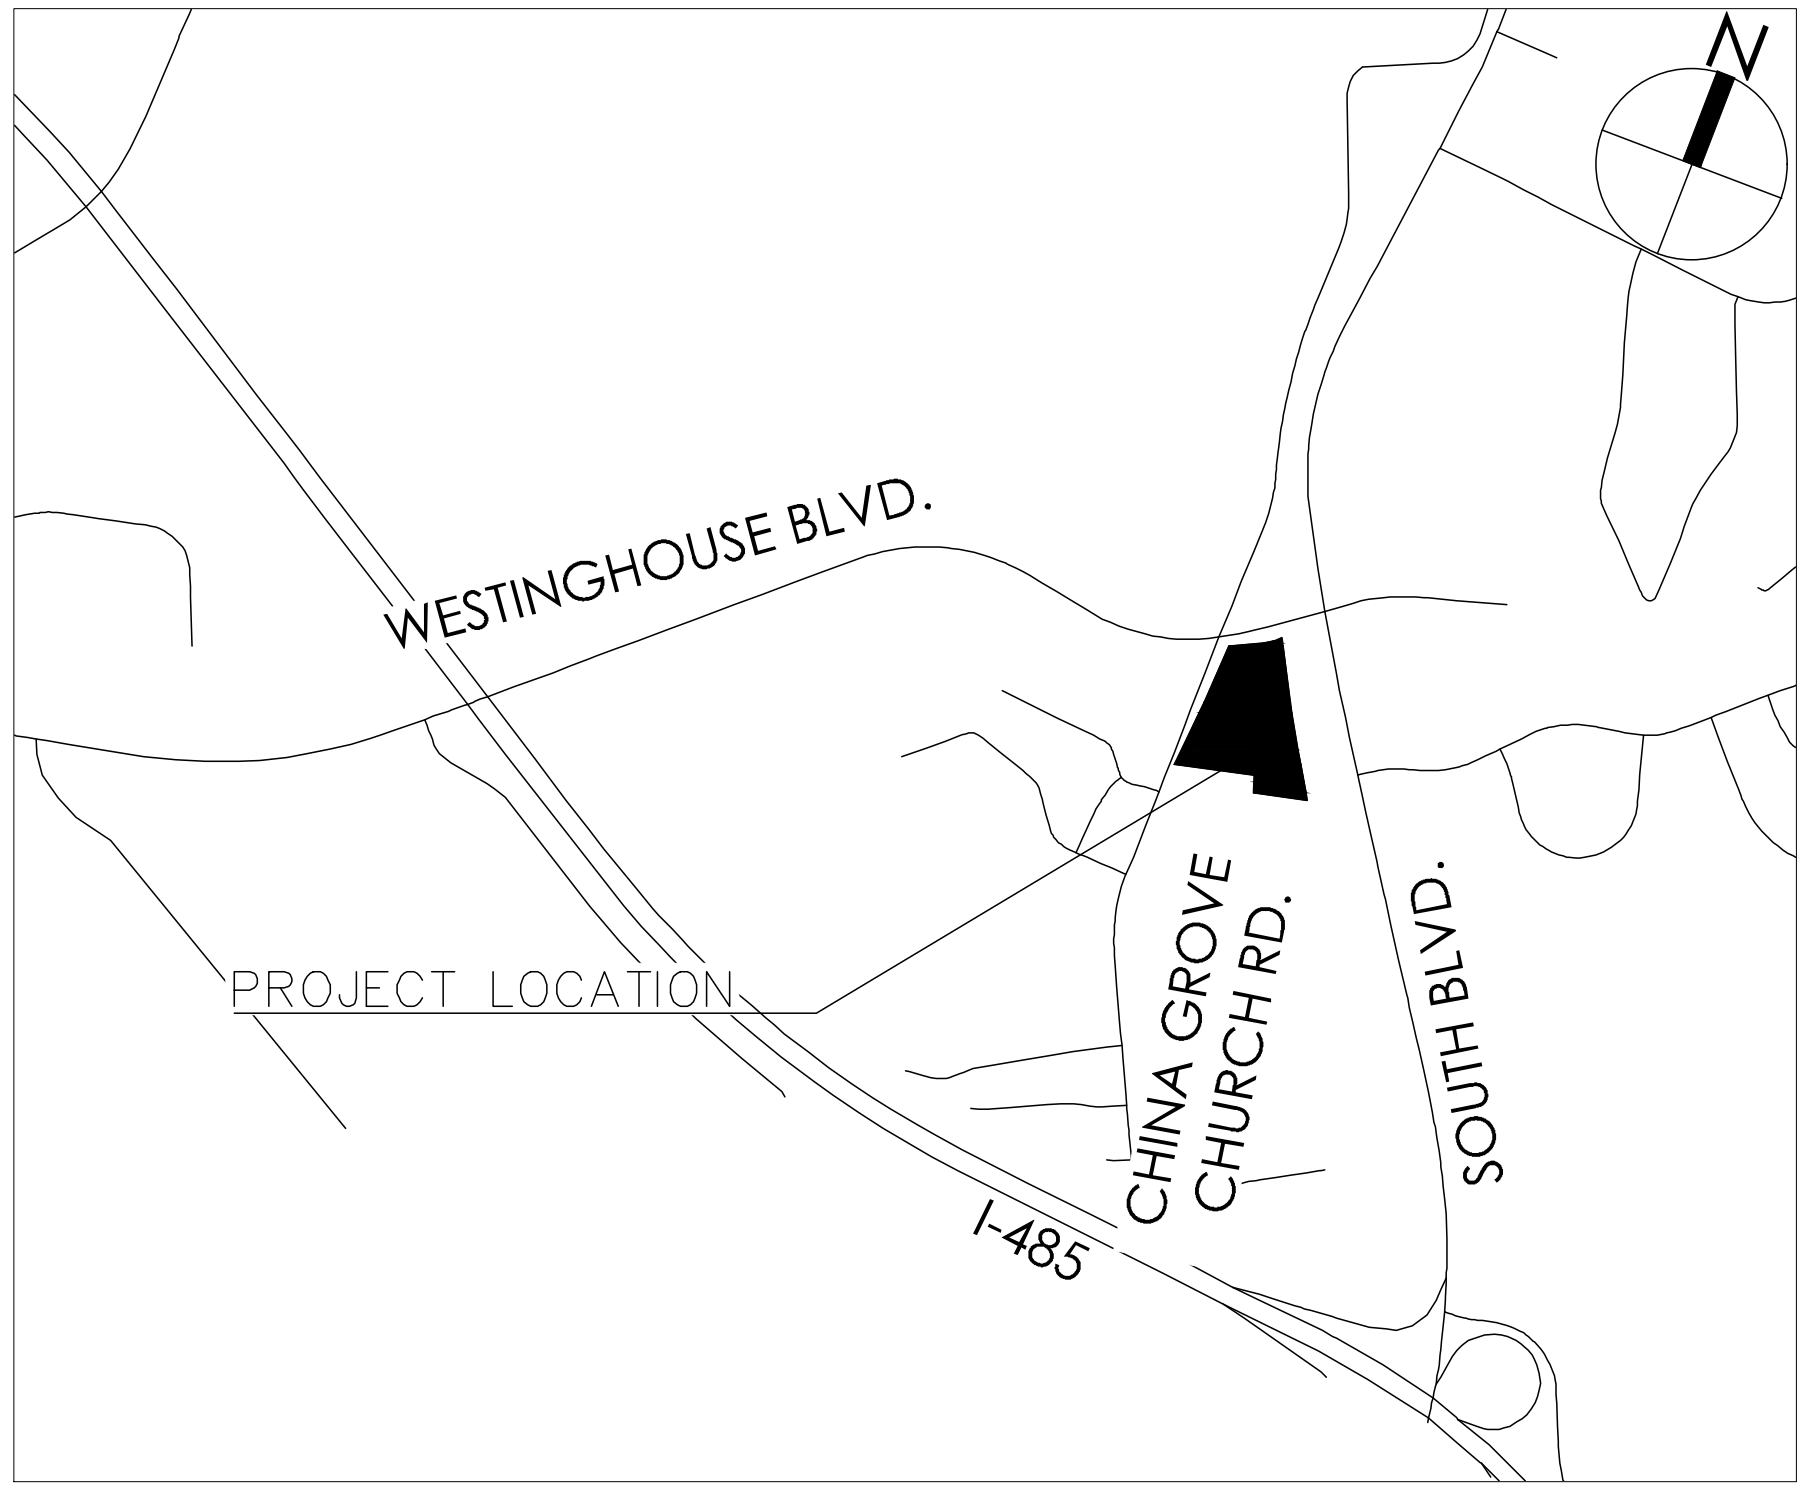 N
WESTINGHOUSE BLVD.
PROJECT LOCATION
CHINA GROVE
CHURCH RD.
SOUTH BLVD.
I-485